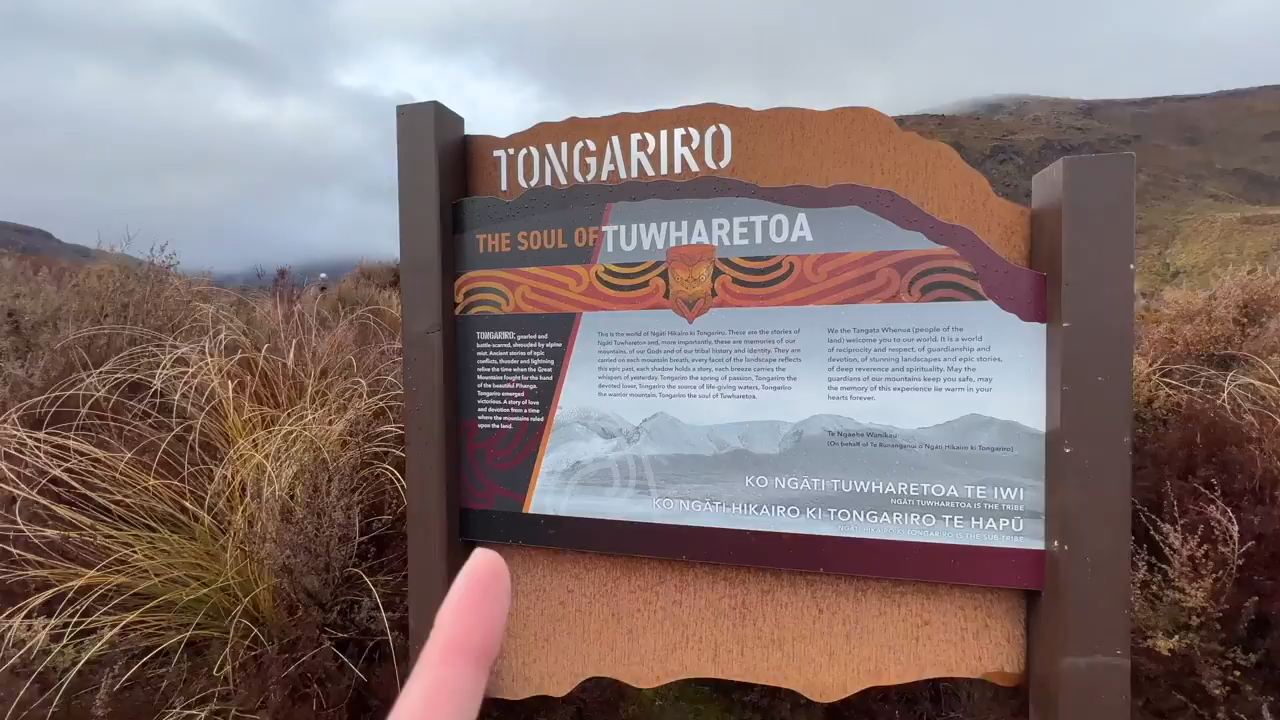 TONGARIRO
THE SOUL OF TUWHARETOA
TONGARIRO: gnarled and
battle-scarred, shrouded by alpine
mist. Ancient stories of epic
conflicts, thunder and lightning
relive the time when the Great
Mountains fought for the hand
of the beautiful Pihanga.
Tongariro emerged
victorious. A story of love
and devotion from a time
where the mountains ruled
upon the land.
This is the world of Ngāti Hikairo ki Tongariro. These are the stories of
Ngāti Tuwharetoa and, more importantly, these are memories of our
mountains, of our Gods and of our tribal history and identity. They are
carried on each mountain breath, every facet of the landscape reflects
this epic past, each shadow holds a story, each breeze carries the
whispers of yesterday. Tongariro the spring of passion, Tongariro the
devoted lover, Tongariro the source of life-giving waters, Tongariro
the warrior mountain, Tongariro the soul of Tuwharetoa.
We the Tangata Whenua (people of the
land) welcome you to our world. It is a world
of reciprocity and respect, of guardianship and
devotion, of stunning landscapes and epic stories,
of deep reverence and spirituality. May the
guardians of our mountains keep you safe, may
the memory of this experience lie warm in your
hearts forever.
Te Ngaehe Wanikau
(On behalf of Te Runanganui o Ngāti Hikairo ki Tongariro)
KO NGĀTI TUWHARETOA TE IWI
NGĀTI TUWHARETOA IS THE TRIBE
KO NGĀTI HIKAIRO KI TONGARIRO TE HAPŪ
NGĀTI HIKAIRO KI TONGARIRO IS THE SUB-TRIBE